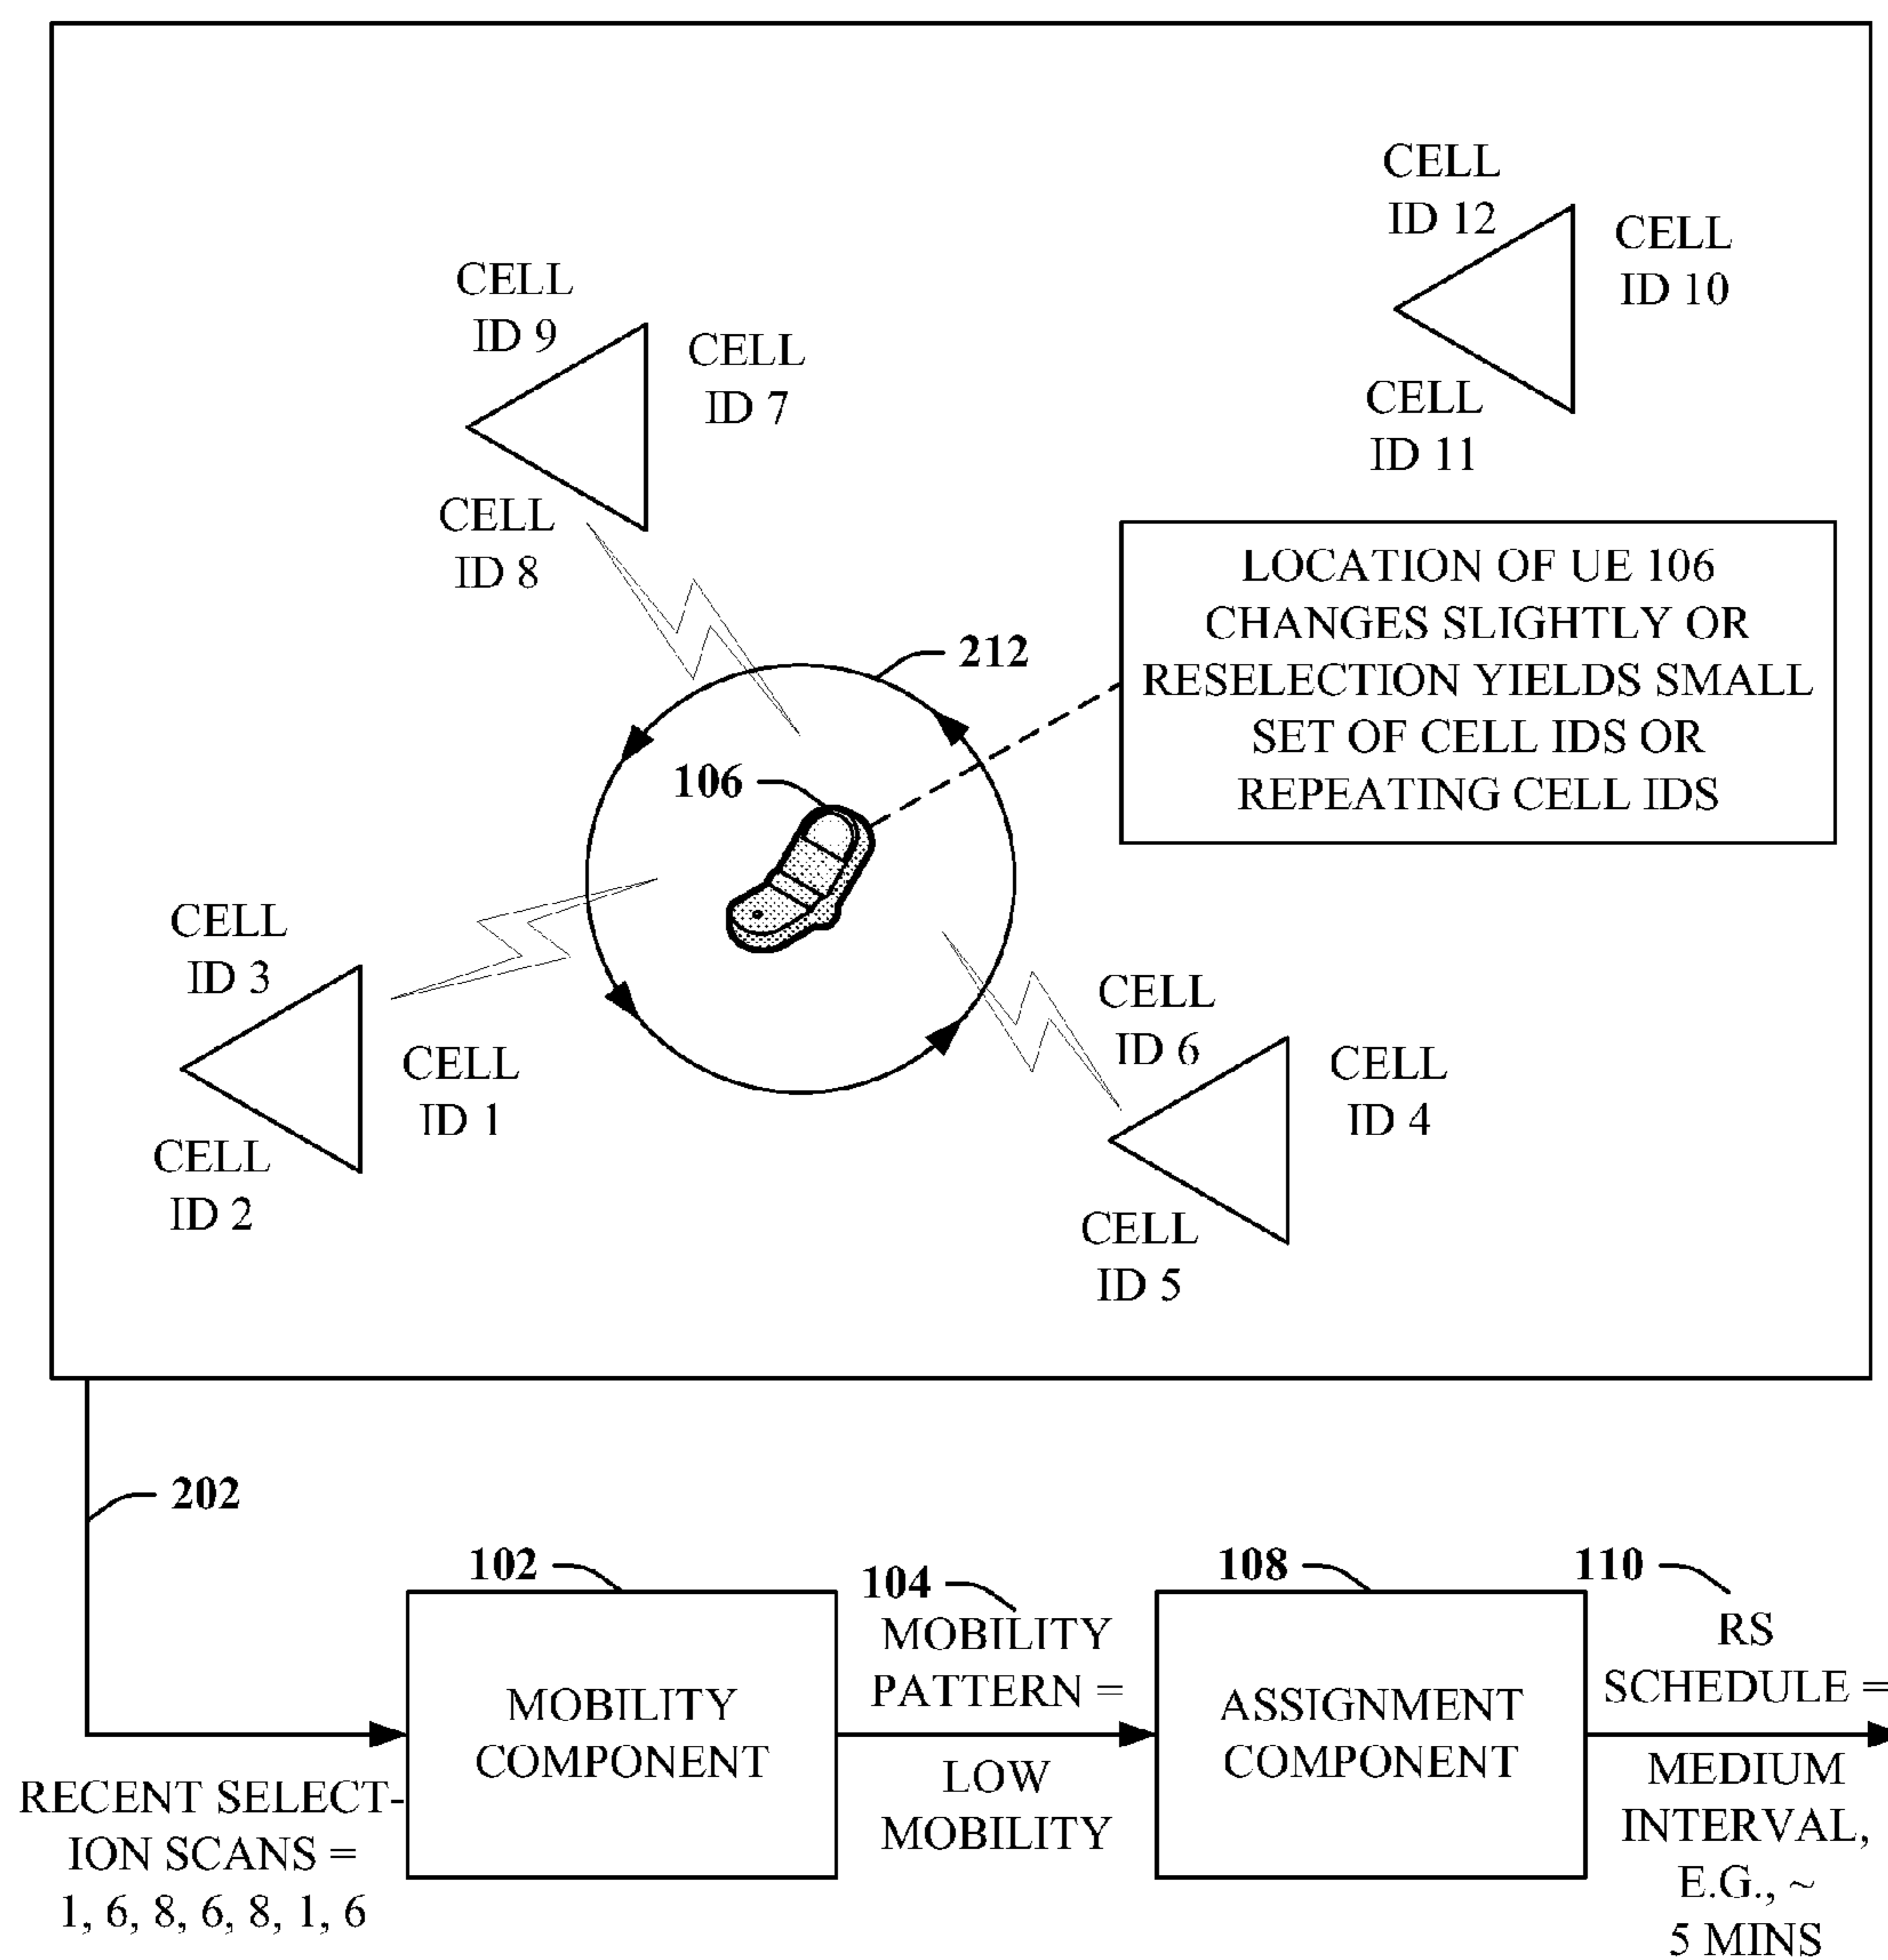 CELL
ID 12
CELL
ID 10
CELL
ID 11
CELL
ID 9
CELL
ID 7
CELL
ID 8
LOCATION OF UE 106
CHANGES SLIGHTLY OR
RESELECTION YIELDS SMALL
SET OF CELL IDS OR
REPEATING CELL IDS
212
106
CELL
ID 3
CELL
ID 1
CELL
ID 2
CELL
ID 6
CELL
ID 4
CELL
ID 5
202
RECENT SELECT-
ION SCANS =
1, 6, 8, 6, 8, 1, 6
102
MOBILITY
COMPONENT
104
MOBILITY
PATTERN =
LOW
MOBILITY
108
ASSIGNMENT
COMPONENT
110
RS
SCHEDULE =
MEDIUM
INTERVAL,
E.G., ~
5 MINS